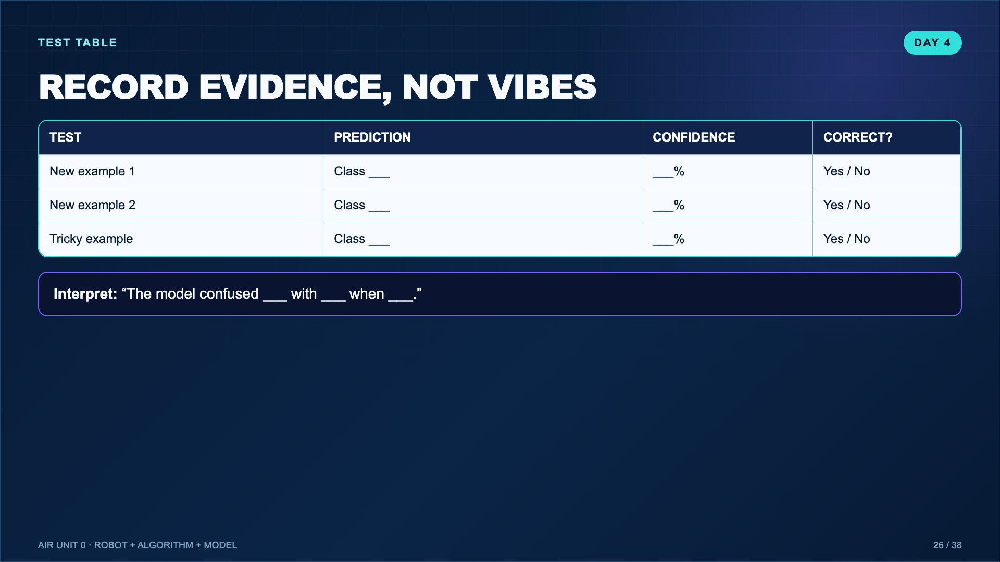 TEST TABLE
DAY 4
RECORD EVIDENCE, NOT VIBES
TEST PREDICTION CONFIDENCE CORRECT?
New example 1 Class ___ ___% Yes / No
New example 2 Class ___ ___% Yes / No
Tricky example Class ___ ___% Yes / No
Interpret: “The model confused ___ with ___ when ___.”
AIR UNIT 0 · ROBOT + ALGORITHM + MODEL
26 / 38